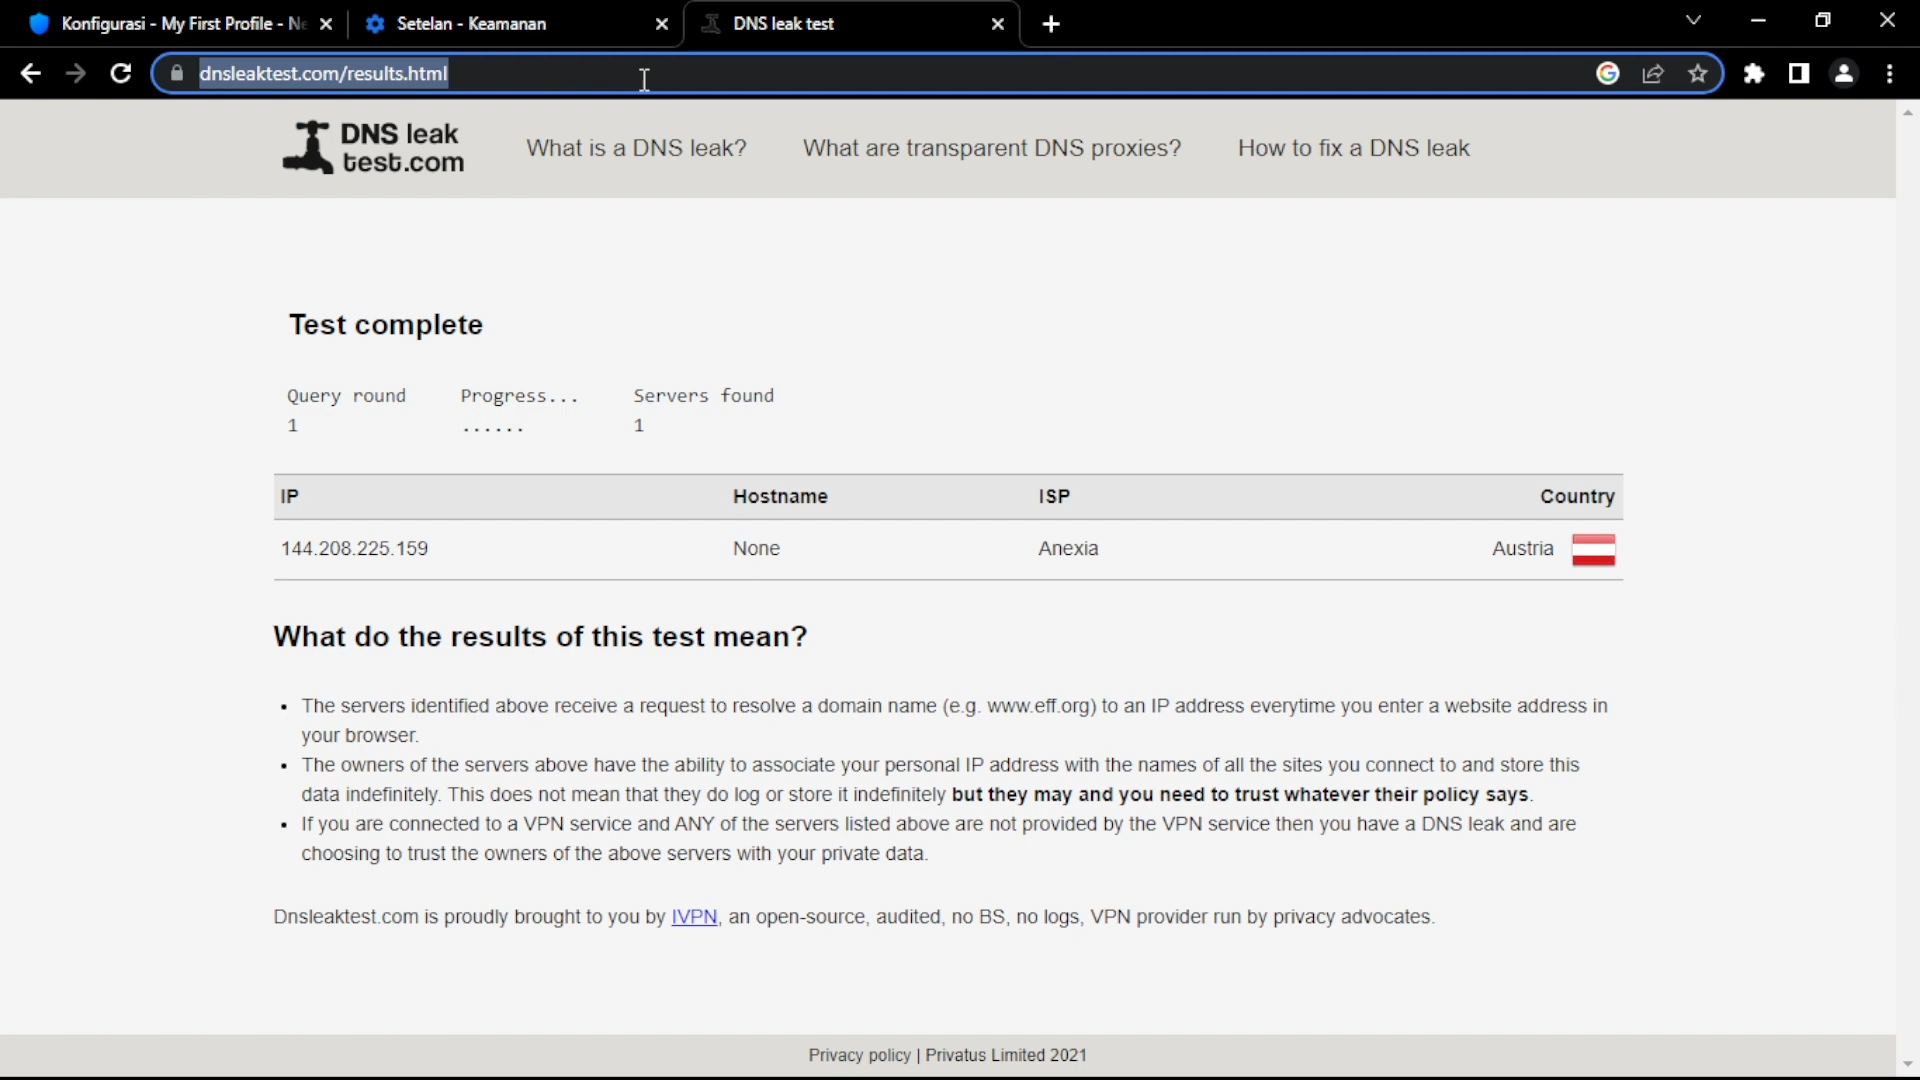 Konfigurasi - My First Profile - Ne
Setelan - Keamanan
DNS leak test
dnsleaktest.com/results.html
DNS leak
test.com
What is a DNS leak?
What are transparent DNS proxies?
How to fix a DNS leak
Test complete
Query round Progress... Servers found
1 ...... 1
IP Hostname ISP Country
144.208.225.159 None Anexia Austria
What do the results of this test mean?
• The servers identified above receive a request to resolve a domain name (e.g. www.eff.org) to an IP address everytime you enter a website address in
your browser.
• The owners of the servers above have the ability to associate your personal IP address with the names of all the sites you connect to and store this
data indefinitely. This does not mean that they do log or store it indefinitely but they may and you need to trust whatever their policy says.
• If you are connected to a VPN service and ANY of the servers listed above are not provided by the VPN service then you have a DNS leak and are
choosing to trust the owners of the above servers with your private data.
Dnsleaktest.com is proudly brought to you by IVPN, an open-source, audited, no BS, no logs, VPN provider run by privacy advocates.
Privacy policy | Privatus Limited 2021